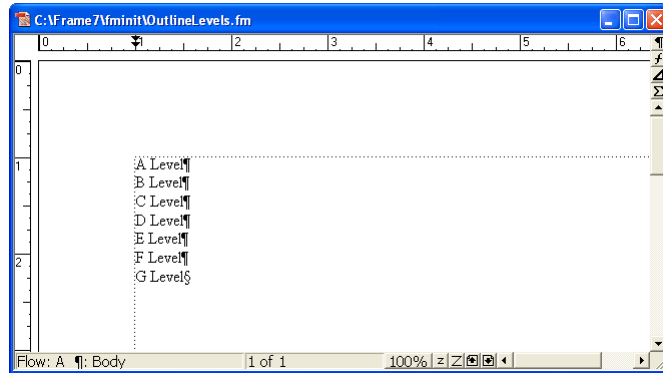 C:\Frame7\fminit\OutlineLevels.fm
0 1 2 3 4 5 6
0
1
2
A Level¶
B Level¶
C Level¶
D Level¶
E Level¶
F Level¶
G Level§
Flow: A ¶: Body 1 of 1 100% z Z
¶
f
Σ